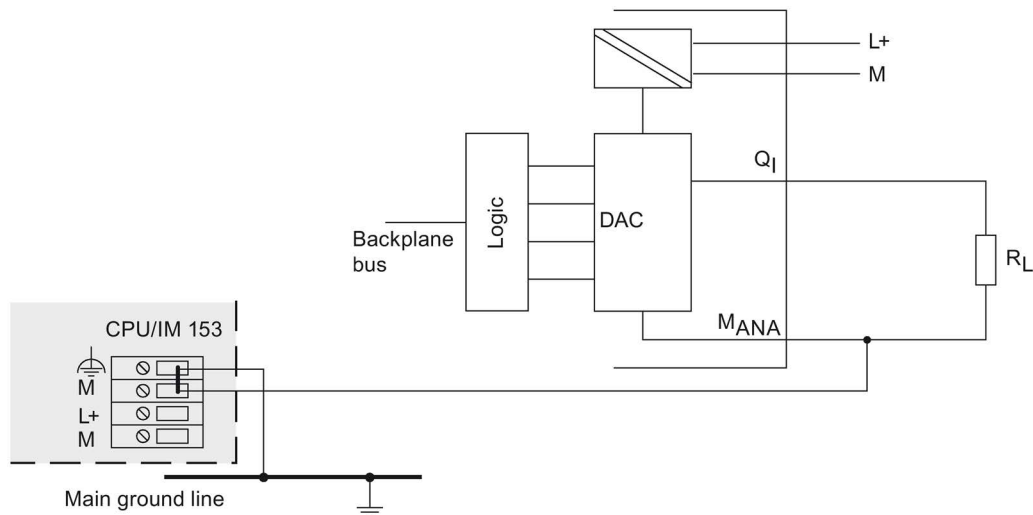 L+
M
Q_I
Logic
DAC
Backplane
bus
R_L
M_ANA
CPU/IM 153
M
L+
M
Main ground line